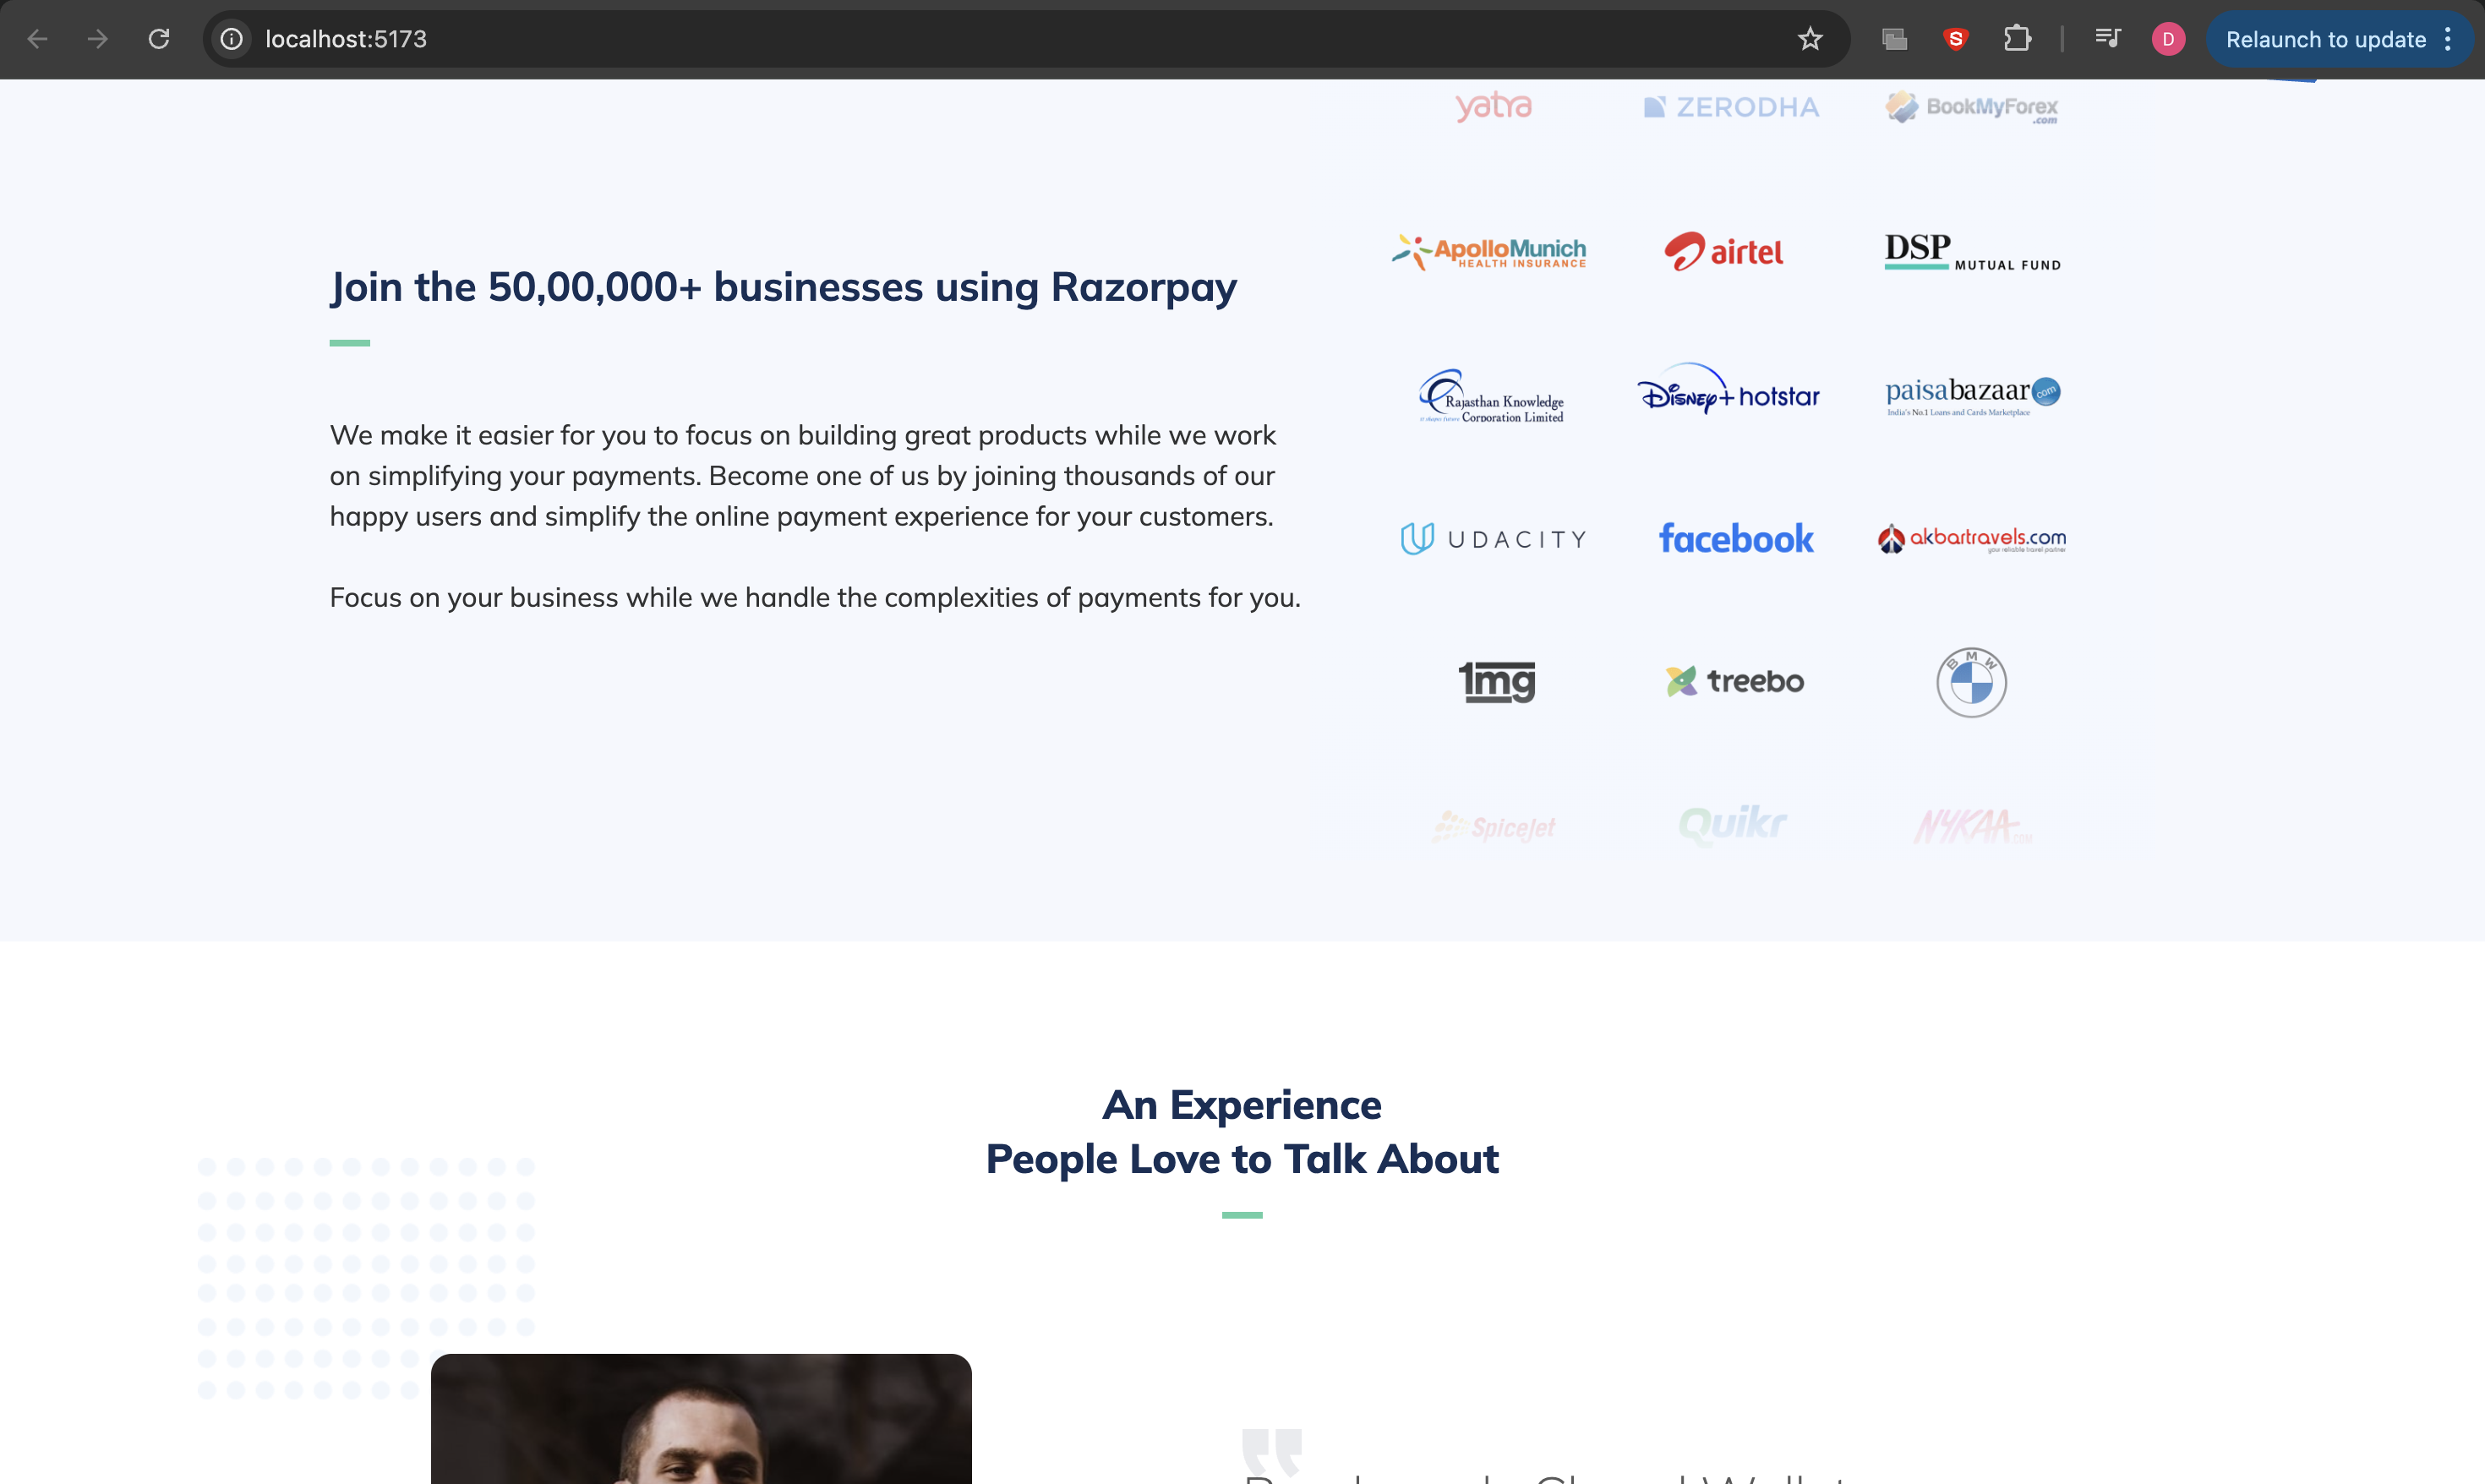 localhost:5173
D
Relaunch to update
yatra
ZERODHA
BookMyForex
.com
Join the 50,00,000+ businesses using Razorpay
We make it easier for you to focus on building great products while we work
on simplifying your payments. Become one of us by joining thousands of our
happy users and simplify the online payment experience for your customers.
Focus on your business while we handle the complexities of payments for you.
ApolloMunich
HEALTH INSURANCE
airtel
DSP
MUTUAL FUND
Rajasthan Knowledge
Corporation Limited
Disney+ hotstar
paisabazaar.com
India's No.1 Loans and Cards Marketplace
UDACITY
facebook
akbartravels.com
your reliable travel partner
1mg
treebo
BMW
SpiceJet
Quikr
NYKAA.COM
An Experience
People Love to Talk About